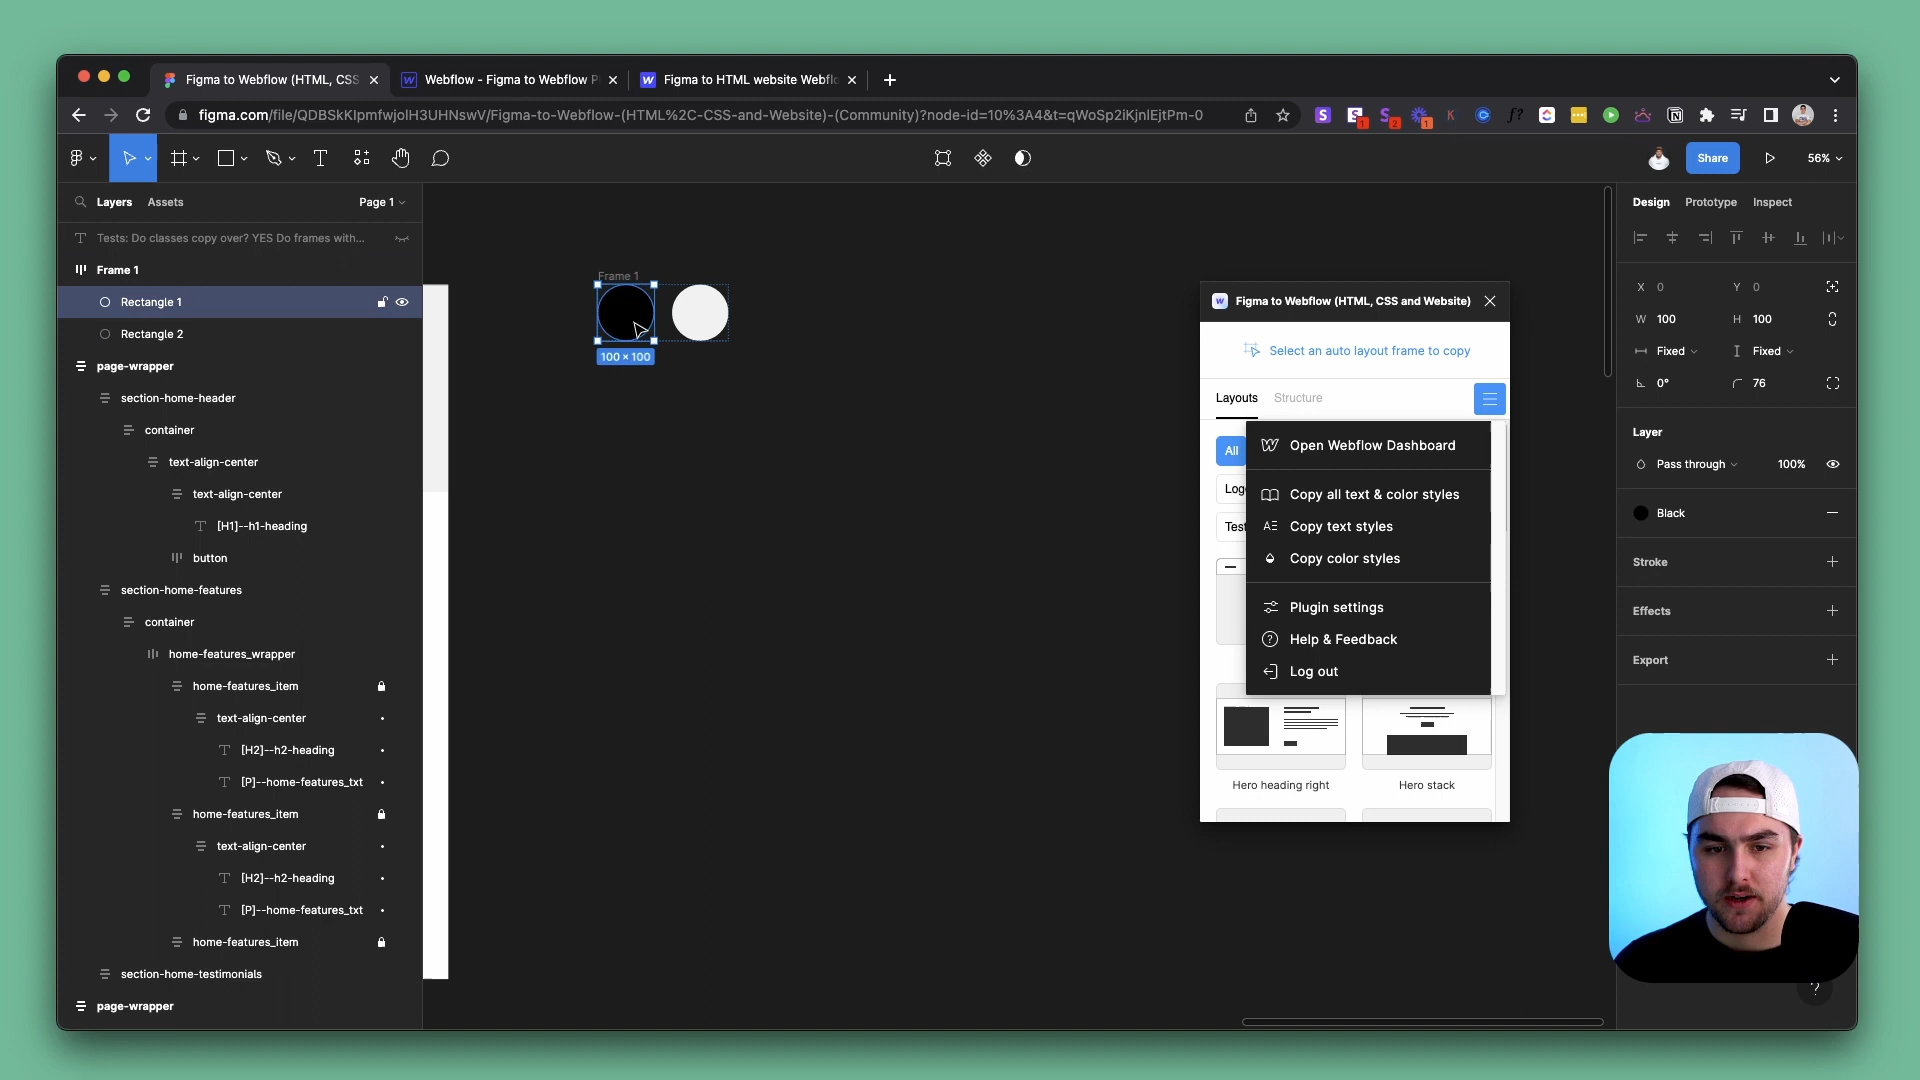 Figma to Webflow (HTML, CSS
Webflow - Figma to Webflow P
Figma to HTML website Webflo
figma.com/file/QDBSkKlpmfwjolH3UHNswV/Figma-to-Webflow-(HTML%2C-CSS-and-Website)-(Community)?node-id=10%3A4&t=qWoSp2iKjnlEjtPm-0
Share
56%
Layers
Assets
Page 1
Design
Prototype
Inspect
Tests: Do classes copy over? YES Do frames with...
Frame 1
Rectangle 1
Rectangle 2
page-wrapper
section-home-header
container
text-align-center
text-align-center
[H1]--h1-heading
button
section-home-features
container
home-features_wrapper
home-features_item
text-align-center
[H2]--h2-heading
[P]--home-features_txt
home-features_item
text-align-center
[H2]--h2-heading
[P]--home-features_txt
home-features_item
section-home-testimonials
page-wrapper
Frame 1
100 × 100
Figma to Webflow (HTML, CSS and Website)
Select an auto layout frame to copy
Layouts
Structure
All
Logo
Test
Open Webflow Dashboard
Copy all text & color styles
Copy text styles
Copy color styles
Plugin settings
Help & Feedback
Log out
Hero heading right
Hero stack
X 0
Y 0
W 100
H 100
Fixed
Fixed
0°
76
Layer
Pass through
100%
Black
Stroke
Effects
Export
?